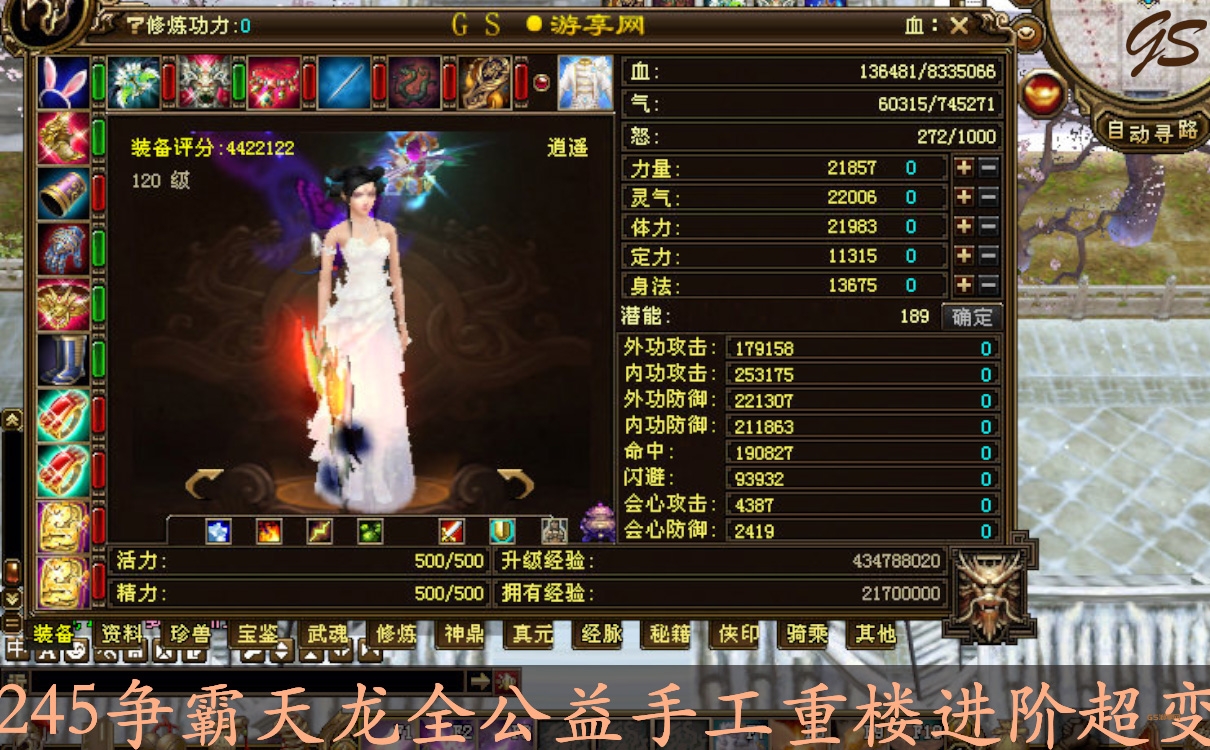 修炼功力:0
GS 游享网
血:
GS
血: 136481/8335066
气: 60315/745271
怒: 272/1000
自动寻路
装备评分:4422122
逍遥
120 级
力量: 21857 0
灵气: 22006 0
体力: 21983 0
定力: 11315 0
身法: 13675 0
潜能: 189 确定
外功攻击: 179158 0
内功攻击: 253175 0
外功防御: 221307 0
内功防御: 211863 0
命中: 190827 0
闪避: 93932 0
会心攻击: 4387 0
会心防御: 2419 0
活力: 500/500 升级经验: 434788020
精力: 500/500 拥有经验: 21700000
装备 资料 珍兽 宝鉴 武魂 修炼 神鼎 真元 经脉 秘籍 侠印 骑乘 其他
245争霸天龙全公益手工重楼进阶超变